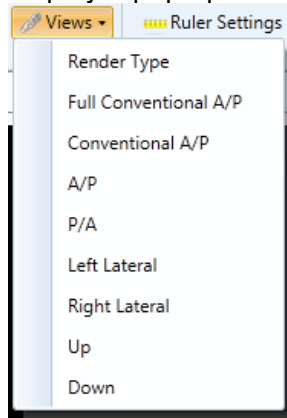 Views Ruler Settings
Render Type
Full Conventional A/P
Conventional A/P
A/P
P/A
Left Lateral
Right Lateral
Up
Down